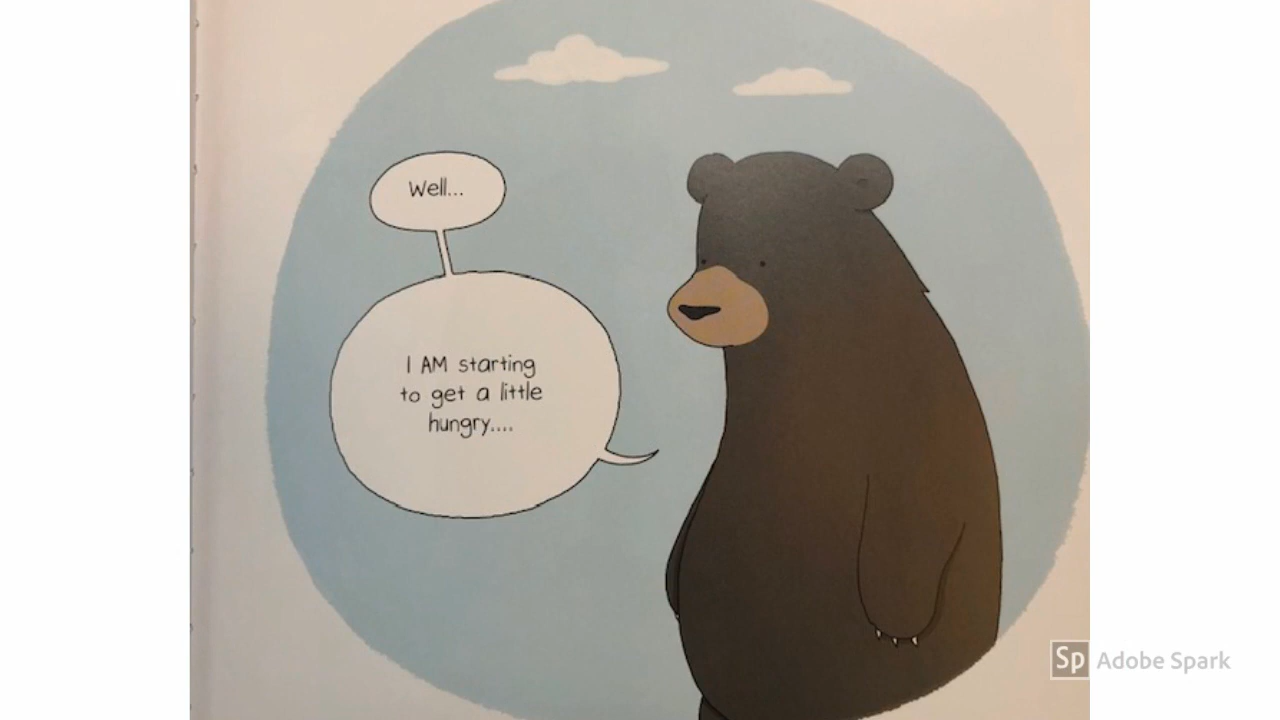 Well...
I AM starting
to get a little
hungry....
Sp Adobe Spark